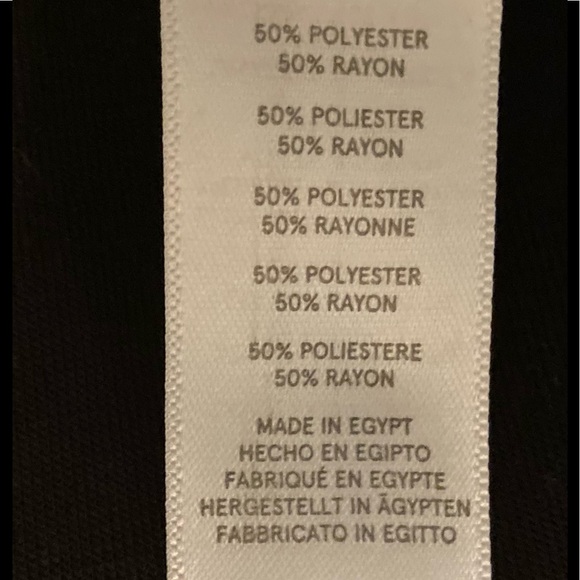 50% POLYESTER
50% RAYON
50% POLIESTER
50% RAYON
50% POLYESTER
50% RAYONNE
50% POLYESTER
50% RAYON
50% POLIESTERE
50% RAYON
MADE IN EGYPT
HECHO EN EGIPTO
FABRIQUÉ EN EGYPTE
HERGESTELLT IN ÄGYPTEN
FABBRICATO IN EGITTO